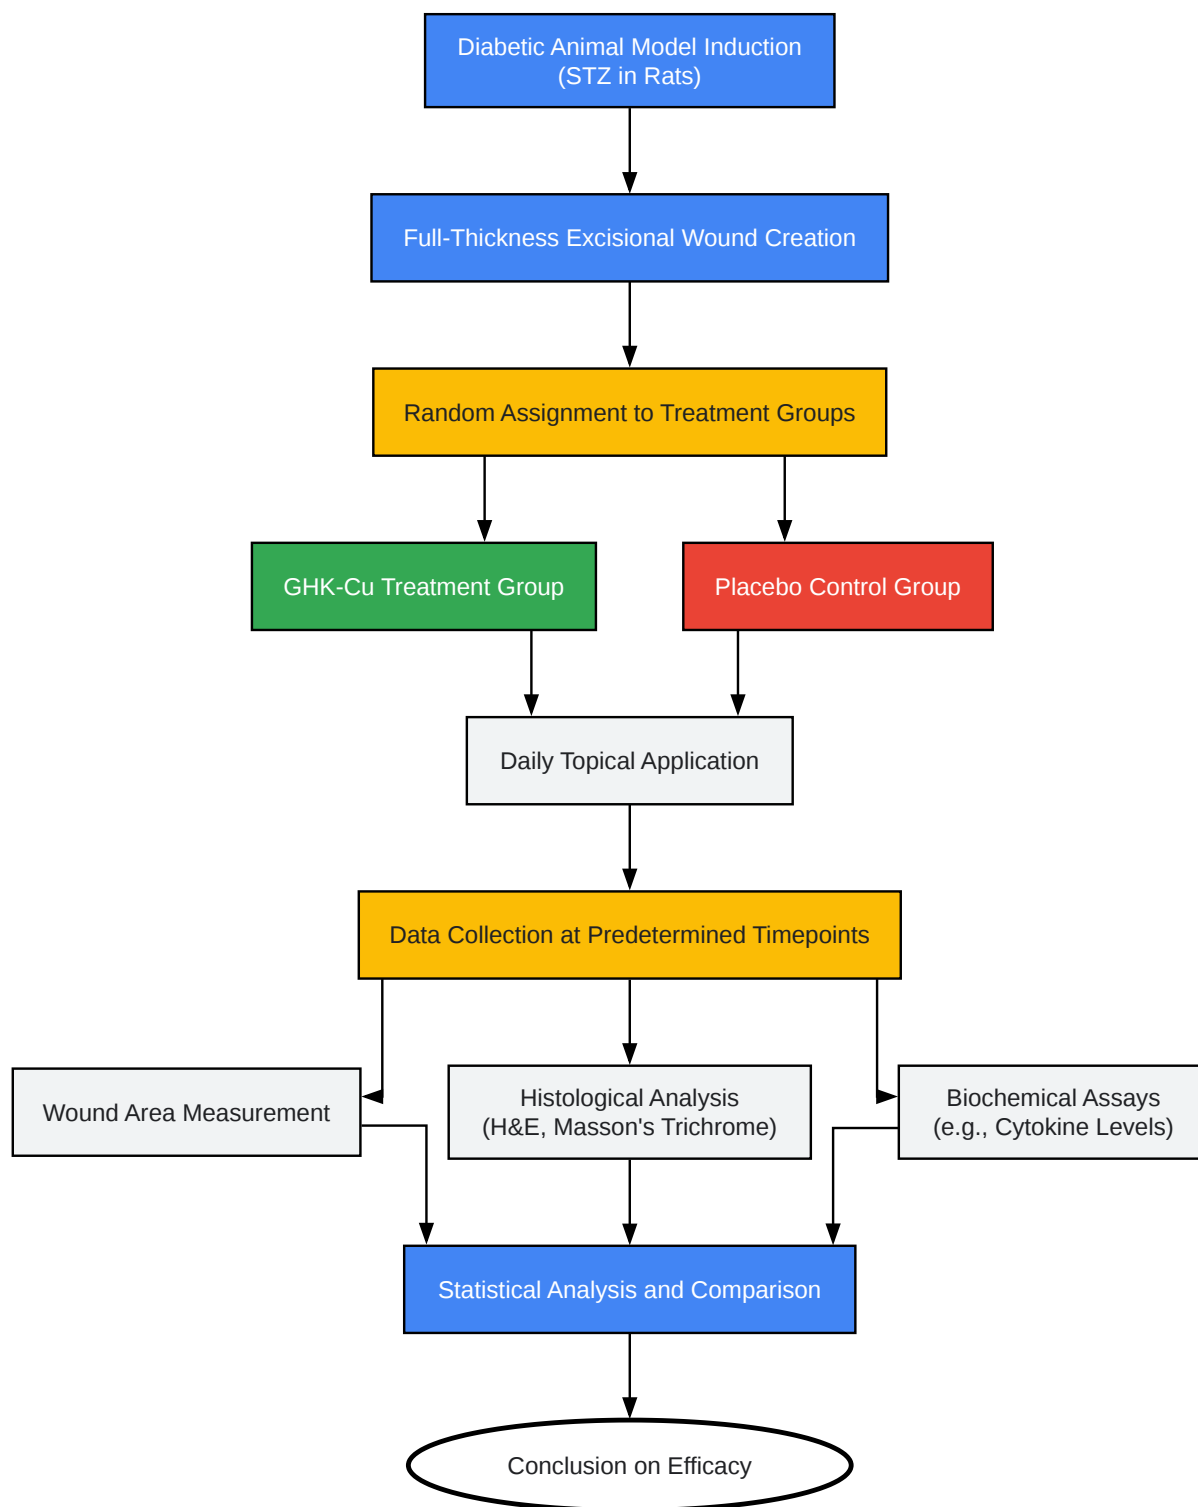 Diabetic Animal Model Induction
(STZ in Rats)
Full-Thickness Excisional Wound Creation
Random Assignment to Treatment Groups
GHK-Cu Treatment Group
Placebo Control Group
Daily Topical Application
Data Collection at Predetermined Timepoints
Wound Area Measurement
Histological Analysis
(H&E, Masson's Trichrome)
Biochemical Assays
(e.g., Cytokine Levels)
Statistical Analysis and Comparison
Conclusion on Efficacy